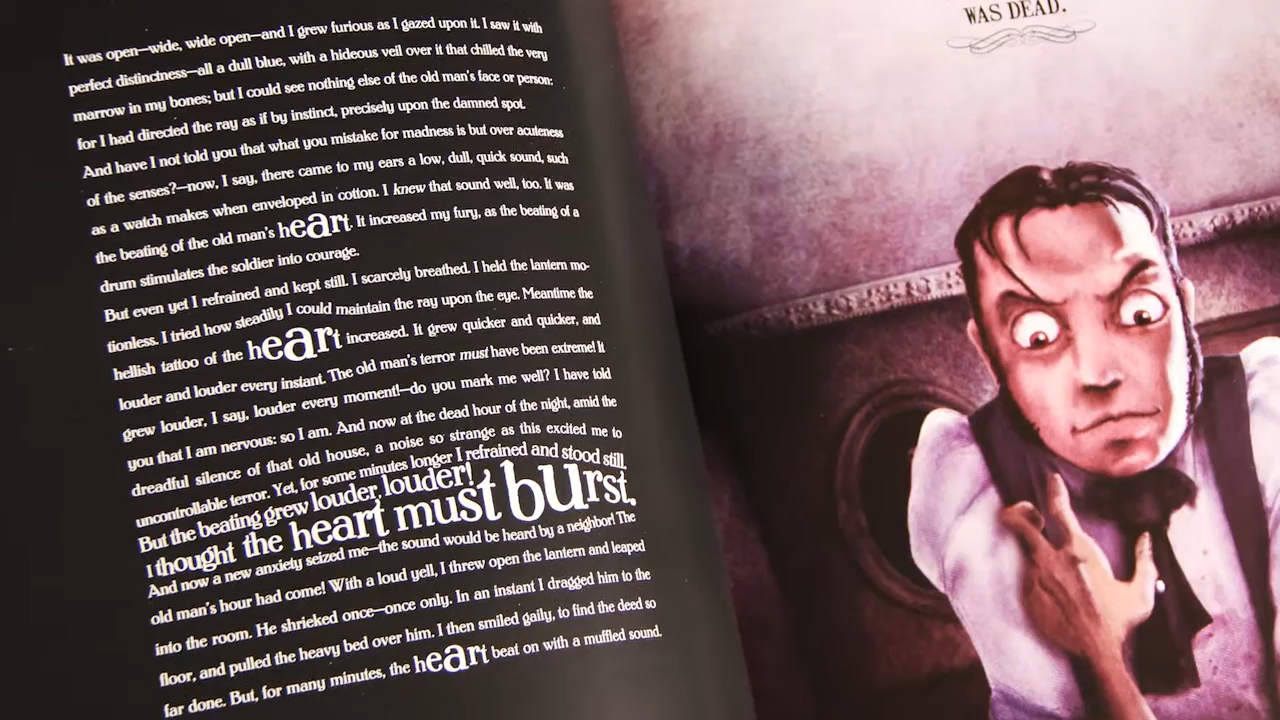 It was open—wide, wide open—and I grew furious as I gazed upon it. I saw it with
perfect distinctness—all a dull blue, with a hideous veil over it that chilled the very
marrow in my bones; but I could see nothing else of the old man's face or person:
for I had directed the ray as if by instinct, precisely upon the damned spot.
And have I not told you that what you mistake for madness is but over acuteness
of the senses?—now, I say, there came to my ears a low, dull, quick sound, such
as a watch makes when enveloped in cotton. I knew that sound well, too. It was
the beating of the old man's heart. It increased my fury, as the beating of a
drum stimulates the soldier into courage.
But even yet I refrained and kept still. I scarcely breathed. I held the lantern mo-
tionless. I tried how steadily I could maintain the ray upon the eye. Meantime the
hellish tattoo of the heart increased. It grew quicker and quicker, and
louder and louder every instant. The old man's terror must have been extreme! It
grew louder, I say, louder every moment!—do you mark me well? I have told
you that I am nervous: so I am. And now at the dead hour of the night, amid the
dreadful silence of that old house, a noise so strange as this excited me to
uncontrollable terror. Yet, for some minutes longer I refrained and stood still.
But the beating grew louder, louder!
I thought the heart must burst.
And now a new anxiety seized me—the sound would be heard by a neighbor! The
old man's hour had come! With a loud yell, I threw open the lantern and leaped
into the room. He shrieked once—once only. In an instant I dragged him to the
floor, and pulled the heavy bed over him. I then smiled gaily, to find the deed so
far done. But, for many minutes, the heart beat on with a muffled sound.
WAS DEAD.